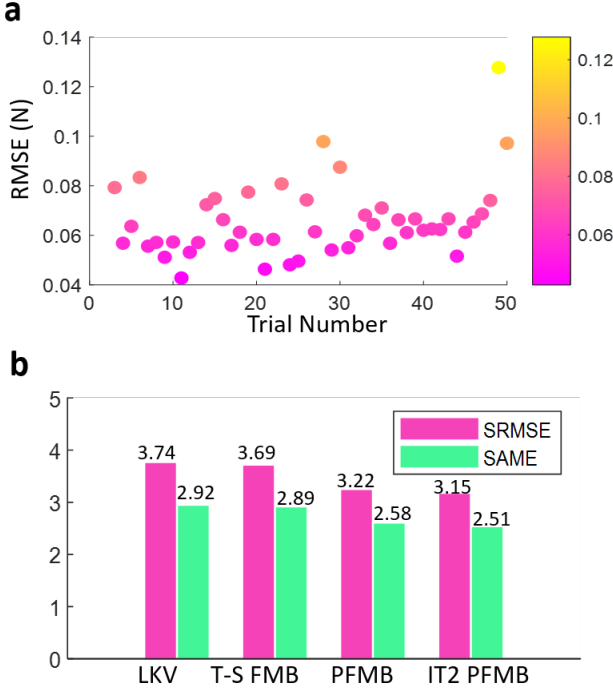 a
0.14
0.12
0.1
0.08
0.06
0.04
RMSE (N)
0 10 20 30 40 50
Trial Number
0.12
0.1
0.08
0.06
b
5
4
3
2
1
0
SRMSE
SAME
3.74 3.69 3.22 3.15
2.92 2.89 2.58 2.51
LKV T-S FMB PFMB IT2 PFMB